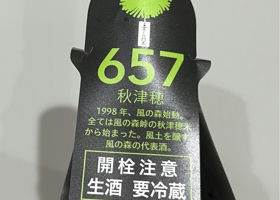 657
秋津穂
1998年、風の森始動。
全ては風の森峠の秋津穂米
から始まった。風土を醸す
風の森の代表酒。
開栓注意
生酒 要冷蔵